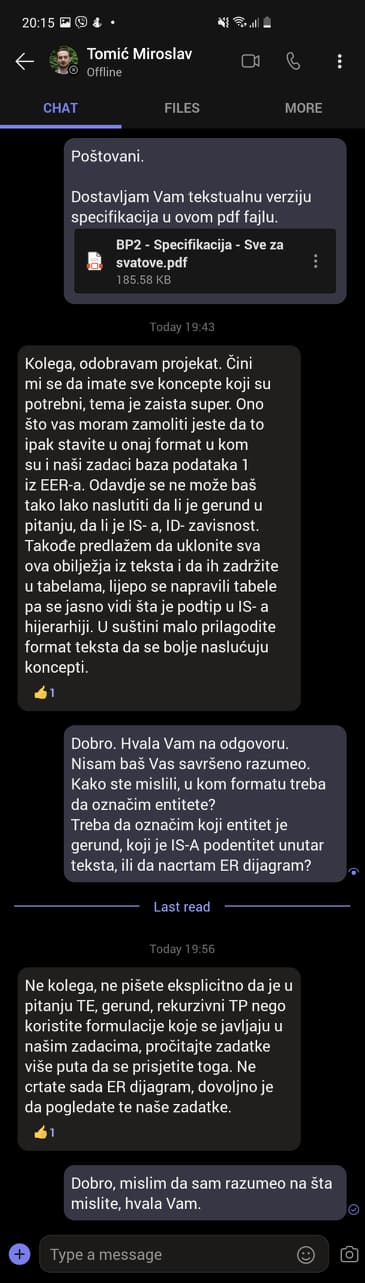 20:15
Tomić Miroslav
Offline
CHAT
FILES
MORE
Poštovani.
Dostavljam Vam tekstualnu verziju
specifikacija u ovom pdf fajlu.
BP2 - Specifikacija - Sve za
svatove.pdf
185.58 KB
Today 19:43
Kolega, odobravam projekat. Čini
mi se da imate sve koncepte koji su
potrebni, tema je zaista super. Ono
što vas moram zamoliti jeste da to
ipak stavite u onaj format u kom
su i naši zadaci baza podataka 1
iz EER-a. Odavdje se ne može baš
tako lako naslutiti da li je gerund u
pitanju, da li je IS- a, ID- zavisnost.
Takođe predlažem da uklonite sva
ova obilježja iz teksta i da ih zadržite
u tabelama, lijepo se napravili tabele
pa se jasno vidi šta je podtip u IS- a
hijerarhiji. U suštini malo prilagodite
format teksta da se bolje naslućuju
koncepti.
👍1
Dobro. Hvala Vam na odgovoru.
Nisam baš Vas savršeno razumeo.
Kako ste mislili, u kom formatu treba
da označim entitete?
Treba da označim koji entitet je
gerund, koji je IS-A podentitet unutar
teksta, ili da nacrtam ER dijagram?
Last read
Today 19:56
Ne kolega, ne pišete eksplicitno da je u
pitanju TE, gerund, rekurzivni TP nego
koristite formulacije koje se javljaju u
našim zadacima, pročitajte zadatke
više puta da se prisjetite toga. Ne
crtate sada ER dijagram, dovoljno je
da pogledate te naše zadatke.
👍1
Dobro, mislim da sam razumeo na šta
mislite, hvala Vam.
Type a message